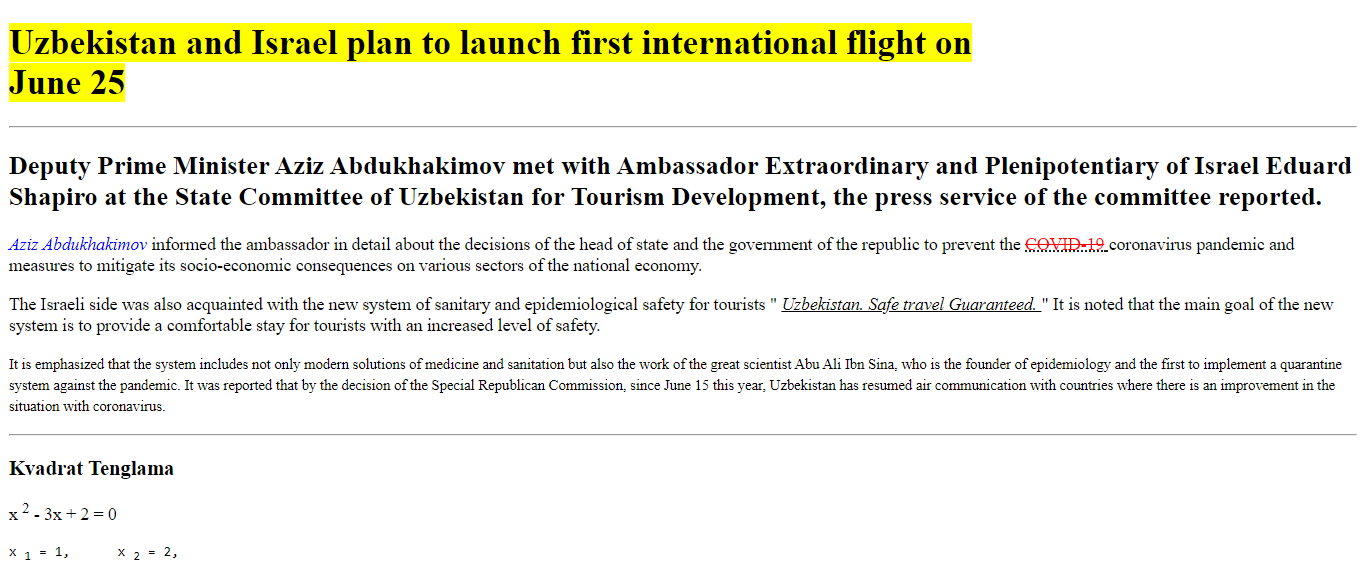 Uzbekistan and Israel plan to launch first international flight on
June 25
Deputy Prime Minister Aziz Abdukhakimov met with Ambassador Extraordinary and Plenipotentiary of Israel Eduard
Shapiro at the State Committee of Uzbekistan for Tourism Development, the press service of the committee reported.
Aziz Abdukhakimov informed the ambassador in detail about the decisions of the head of state and the government of the republic to prevent the COVID-19 coronavirus pandemic and
measures to mitigate its socio-economic consequences on various sectors of the national economy.
The Israeli side was also acquainted with the new system of sanitary and epidemiological safety for tourists " Uzbekistan. Safe travel Guaranteed. " It is noted that the main goal of the new
system is to provide a comfortable stay for tourists with an increased level of safety.
It is emphasized that the system includes not only modern solutions of medicine and sanitation but also the work of the great scientist Abu Ali Ibn Sina, who is the founder of epidemiology and the first to implement a quarantine
system against the pandemic. It was reported that by the decision of the Special Republican Commission, since June 15 this year, Uzbekistan has resumed air communication with countries where there is an improvement in the
situation with coronavirus.
Kvadrat Tenglama
x ² - 3x + 2 = 0
x ₁ = 1, x ₂ = 2,